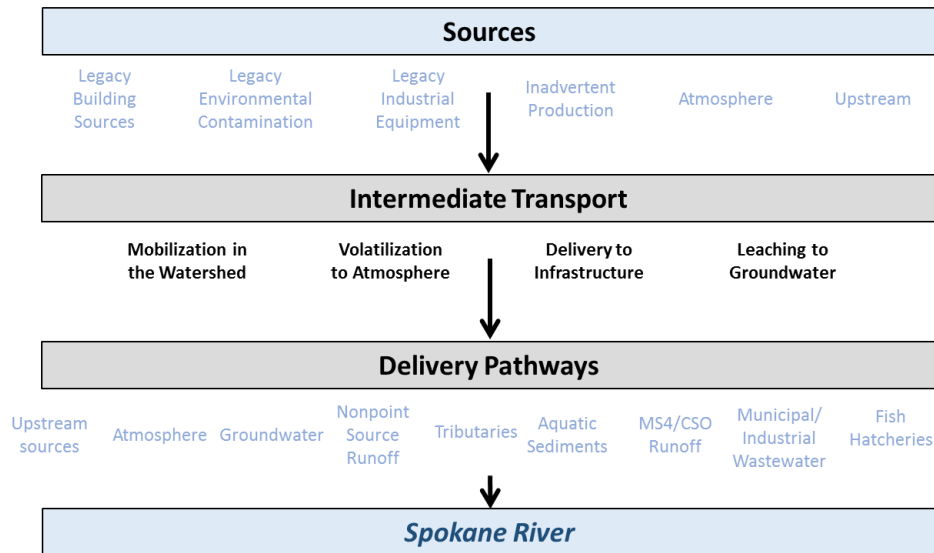 Sources
Legacy
Building
Sources
Legacy
Environmental
Contamination
Legacy
Industrial
Equipment
Inadvertent
Production
Atmosphere
Upstream
Intermediate Transport
Mobilization in
the Watershed
Volatilization
to Atmosphere
Delivery to
Infrastructure
Leaching to
Groundwater
Delivery Pathways
Upstream
sources
Atmosphere
Groundwater
Nonpoint
Source
Runoff
Tributaries
Aquatic
Sediments
MS4/CSO
Runoff
Municipal/
Industrial
Wastewater
Fish
Hatcheries
Spokane River